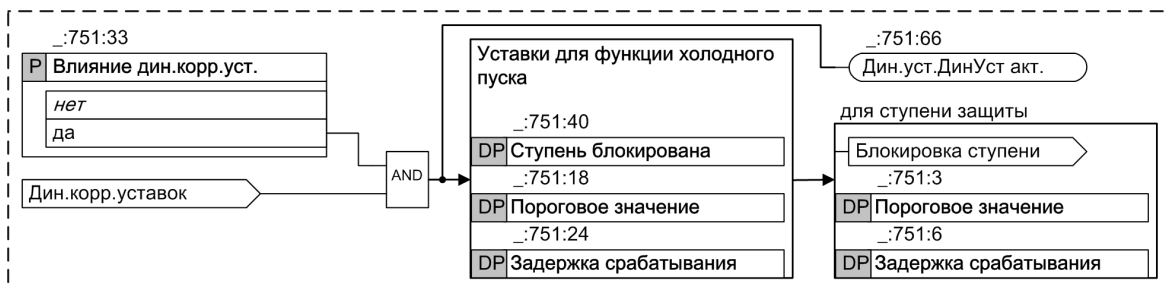 _:751:33
P Влияние дин.корр.уст.
нет
да
Дин.корр.уставок
AND
Уставки для функции холодного
пуска
_:751:40
DP Ступень блокирована
_:751:18
DP Пороговое значение
_:751:24
DP Задержка срабатывания
_:751:66
Дин.уст.ДинУст акт.
для ступени защиты
Блокировка ступени
_:751:3
DP Пороговое значение
_:751:6
DP Задержка срабатывания